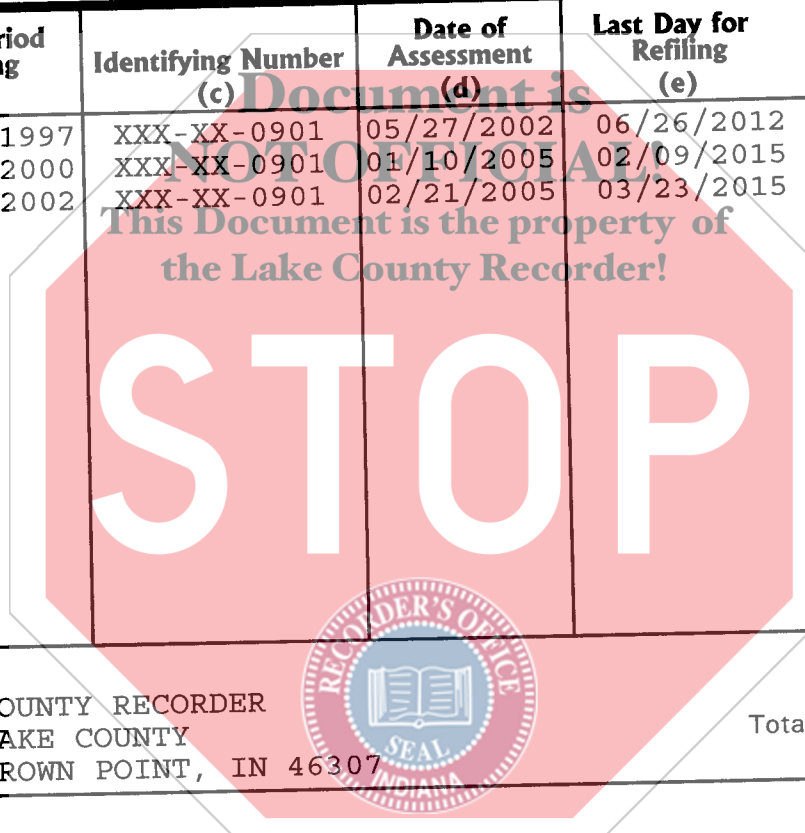 riod
ng
Identifying Number
(c)
Date of
Assessment
(d)
Last Day for
Refiling
(e)
Document is
NOT OFFICIAL!
This Document is the property of
the Lake County Recorder!
1997 XXX-XX-0901 05/27/2002 06/26/2012
2000 XXX-XX-0901 01/10/2005 02/09/2015
2002 XXX-XX-0901 02/21/2005 03/23/2015
STOP
RECORDER'S OFFICE
SEAL
INDIANA
OUNTY RECORDER
AKE COUNTY
ROWN POINT, IN 46307
Tota